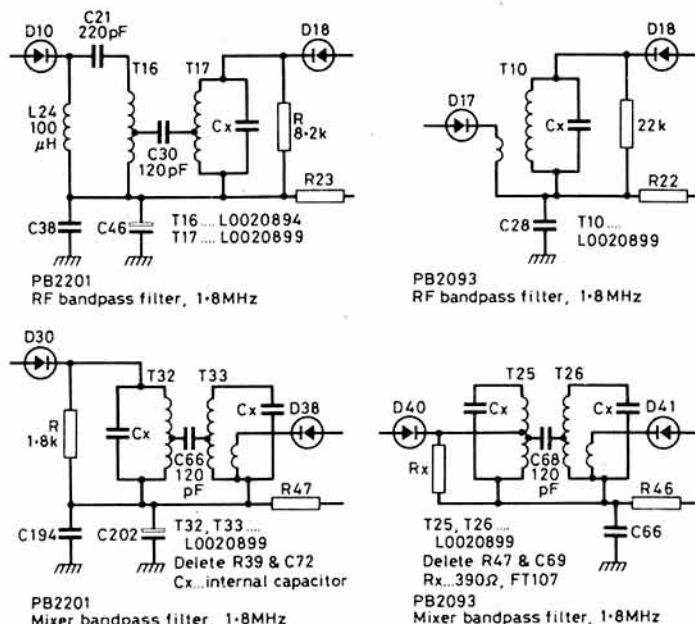 D10
C21
220pF
T16
T17
D18
L24
100
μH
C30
120pF
Cx
R
8·2k
R23
C38
C46
T16.... L0020894
T17.... L0020899
PB2201
RF bandpass filter, 1·8MHz
D17
T10
D18
Cx
22k
R22
C28
T10....
L0020899
PB2093
RF bandpass filter, 1·8MHz
D30
R
1·8k
T32
T33
Cx
Cx
C66
120
pF
D38
R47
C194
C202
T32, T33....
L0020899
Delete R39 & C72
Cx...internal capacitor
PB2201
Mixer bandpass filter, 1·8MHz
D40
T25
T26
Cx
Cx
D41
Rx
C68
120
pF
R46
C66
T25, T26...
L0020899
Delete R47 & C69
Rx...390Ω, FT107
PB2093
Mixer bandpass filter, 1·8MHz